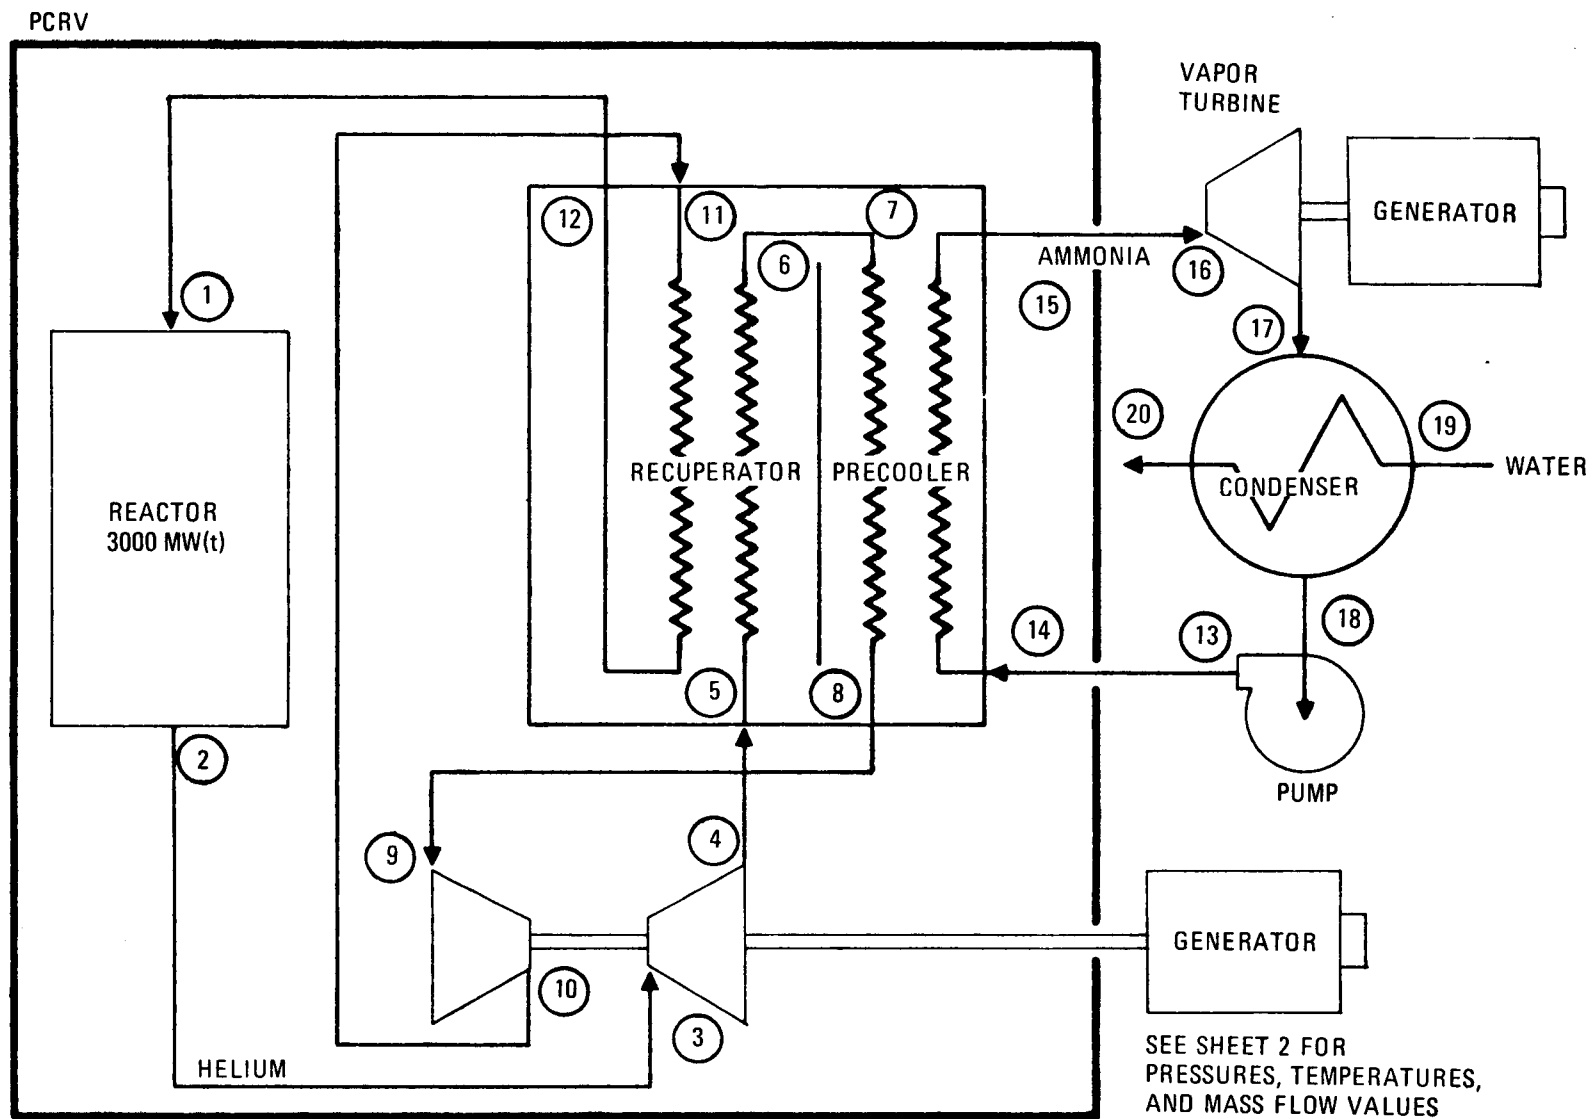 PCRV
VAPOR
TURBINE
GENERATOR
12
11
7
6
AMMONIA
16
15
1
17
20
19
RECUPERATOR
PRECOOLER
WATER
CONDENSER
REACTOR
3000 MW(t)
14
13
18
5
8
2
PUMP
9
4
GENERATOR
10
3
HELIUM
SEE SHEET 2 FOR
PRESSURES, TEMPERATURES,
AND MASS FLOW VALUES